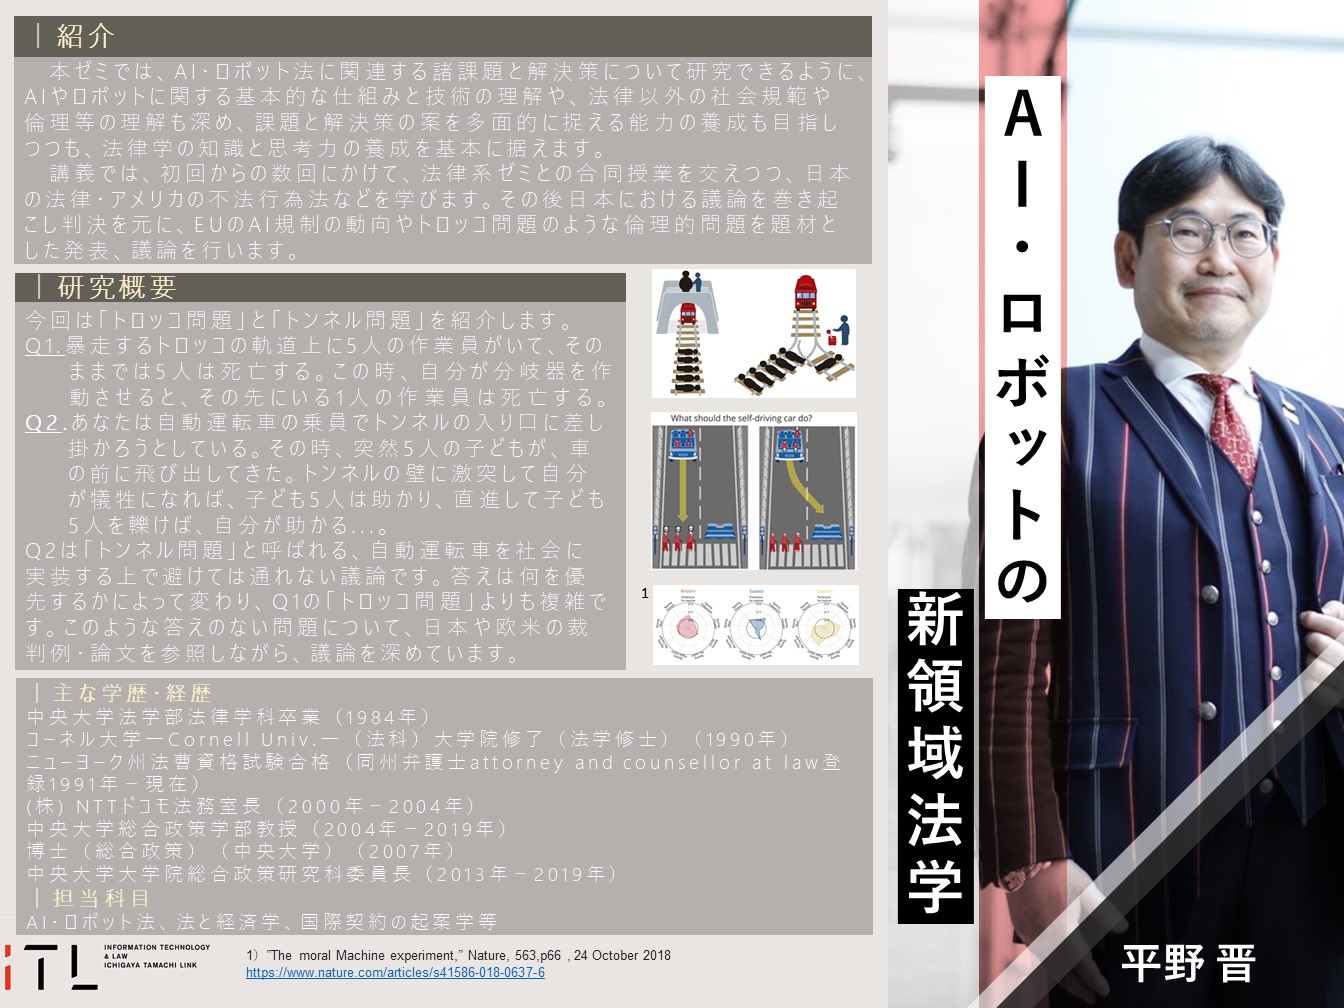 ｜紹介
本ゼミでは、AI・ロボット法に関連する諸課題と解決策について研究できるように、
AIやロボットに関する基本的な仕組みと技術の理解や、法律以外の社会規範や
倫理等の理解も深め、課題と解決策の案を多面的に捉える能力の養成も目指し
つつも、法律学の知識と思考力の養成を基本に据えます。
講義では、初回からの数回にかけて、法律系ゼミとの合同授業を交えつつ、日本
の法律・アメリカの不法行為法などを学びます。その後日本における議論を巻き起
こし判決を元に、EUのAI規制の動向やトロッコ問題のような倫理的問題を題材と
した発表、議論を行います。
｜研究概要
今回は「トロッコ問題」と「トンネル問題」を紹介します。
Q1.暴走するトロッコの軌道上に5人の作業員がいて、その
ままでは5人は死亡する。この時、自分が分岐器を作
動させると、その先にいる1人の作業員は死亡する。
Q2.あなたは自動運転車の乗員でトンネルの入り口に差し
掛かろうとしている。その時、突然5人の子どもが、車
の前に飛び出してきた。トンネルの壁に激突して自分
が犠牲になれば、子ども5人は助かり、直進して子ども
5人を轢けば、自分が助かる...。
Q2は「トンネル問題」と呼ばれる、自動運転車を社会に
実装する上で避けては通れない議論です。答えは何を優
先するかによって変わり、Q1の「トロッコ問題」よりも複雑で
す。このような答えのない問題について、日本や欧米の裁
判例・論文を参照しながら、議論を深めています。
What should the self-driving car do?
1
Western
Eastern
Southern
｜主な学歴・経歴
中央大学法学部法律学科卒業（1984年）
コーネル大学―Cornell Univ.―（法科）大学院修了（法学修士）（1990年）
ニューヨーク州法曹資格試験合格（同州弁護士attorney and counsellor at law登
録1991年－現在）
(株) NTTドコモ法務室長（2000年－2004年）
中央大学総合政策学部教授（2004年－2019年）
博士（総合政策）（中央大学）（2007年）
中央大学大学院総合政策研究科委員長（2013年－2019年）
｜担当科目
AI・ロボット法、法と経済学、国際契約の起案学等
iTL
INFORMATION TECHNOLOGY
& LAW
ICHIGAYA TAMACHI LINK
1）"The moral Machine experiment," Nature, 563,p66 , 24 October 2018
https://www.nature.com/articles/s41586-018-0637-6
AI・ロボットの
新領域法学
平野 晋